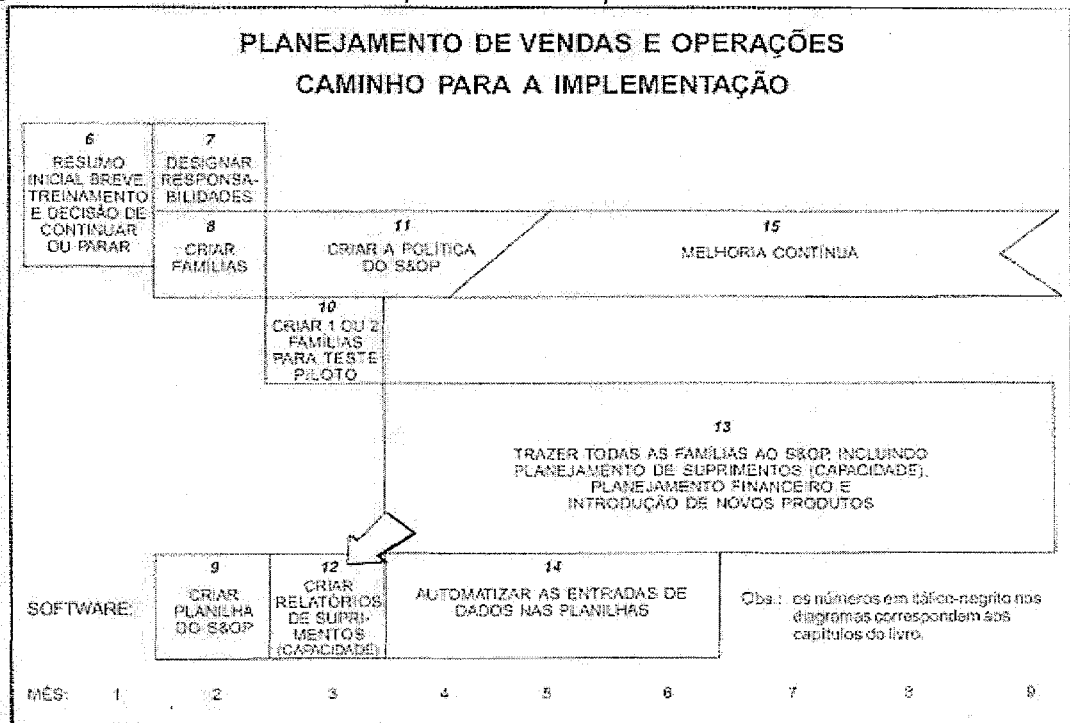 PLANEJAMENTO DE VENDAS E OPERAÇÕES
CAMINHO PARA A IMPLEMENTAÇÃO
6
RESUMO
INICIAL BREVE,
TREINAMENTO
E DECISÃO DE
CONTINUAR
OU PARAR
7
DESIGNAR
RESPONSA-
BILIDADES
8
CRIAR
FAMÍLIAS
11
CRIAR A POLÍTICA
DO S&OP
15
MELHORIA CONTÍNUA
10
CRIAR 1 OU 2
FAMÍLIAS
PARA TESTE
PILOTO
13
TRAZER TODAS AS FAMÍLIAS AO S&OP, INCLUINDO
PLANEJAMENTO DE SUPRIMENTOS (CAPACIDADE),
PLANEJAMENTO FINANCEIRO E
INTRODUÇÃO DE NOVOS PRODUTOS
SOFTWARE:
9
CRIAR
PLANILHA
DO S&OP
12
CRIAR
RELATÓRIOS
DE SUPRI-
MENTOS
(CAPACIDADE)
14
AUTOMATIZAR AS ENTRADAS DE
DADOS NAS PLANILHAS
Obs.: os números em itálico-negrito nos
diagramas correspondem aos
capítulos do livro.
MÊS: 1 2 3 4 5 6 7 8 9